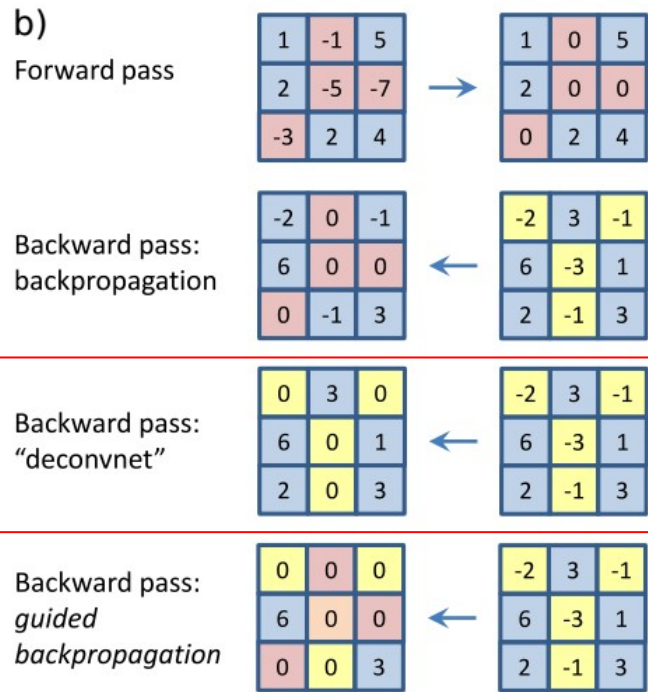 b)
Forward pass
1 -1 5 1 0 5
2 -5 -7 2 0 0
-3 2 4 0 2 4
Backward pass:
backpropagation
-2 0 -1 -2 3 -1
6 0 0 6 -3 1
0 -1 3 2 -1 3
Backward pass:
“deconvnet”
0 3 0 -2 3 -1
6 0 1 6 -3 1
2 0 3 2 -1 3
Backward pass:
guided
backpropagation
0 0 0 -2 3 -1
6 0 0 6 -3 1
0 0 3 2 -1 3